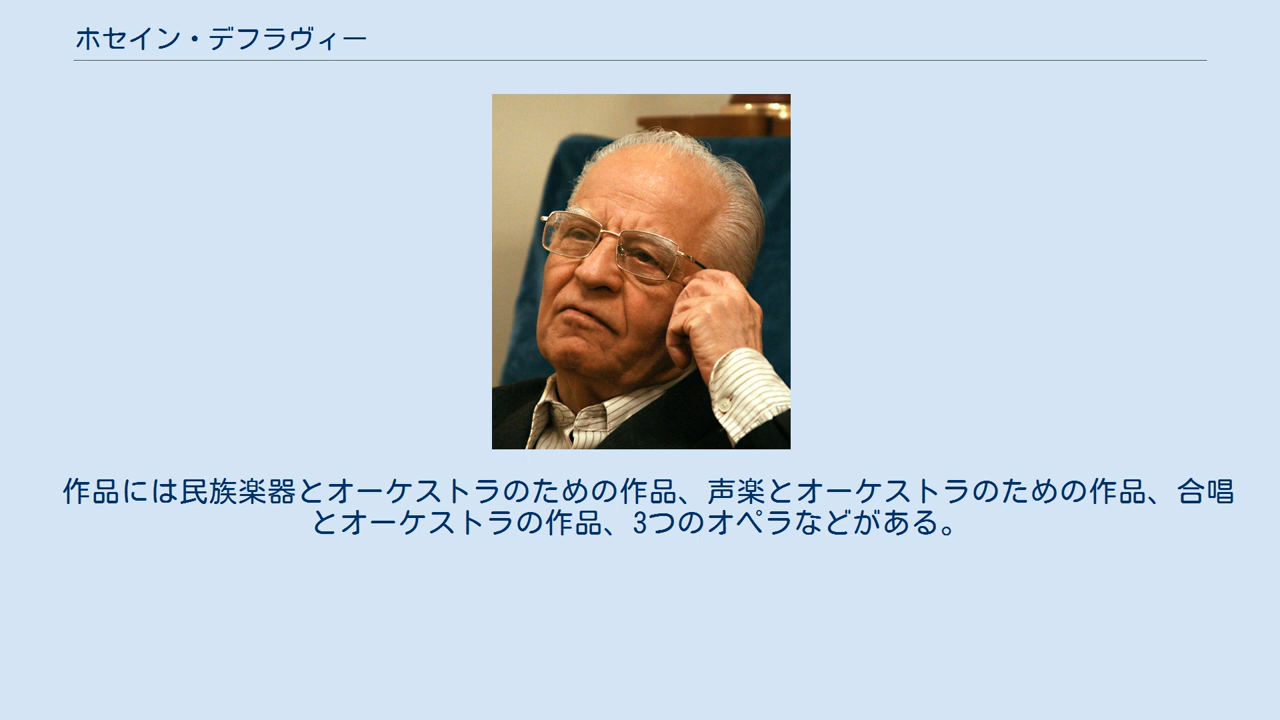 ホセイン・デフラヴィー
作品には民族楽器とオーケストラのための作品、声楽とオーケストラのための作品、合唱
とオーケストラの作品、3つのオペラなどがある。